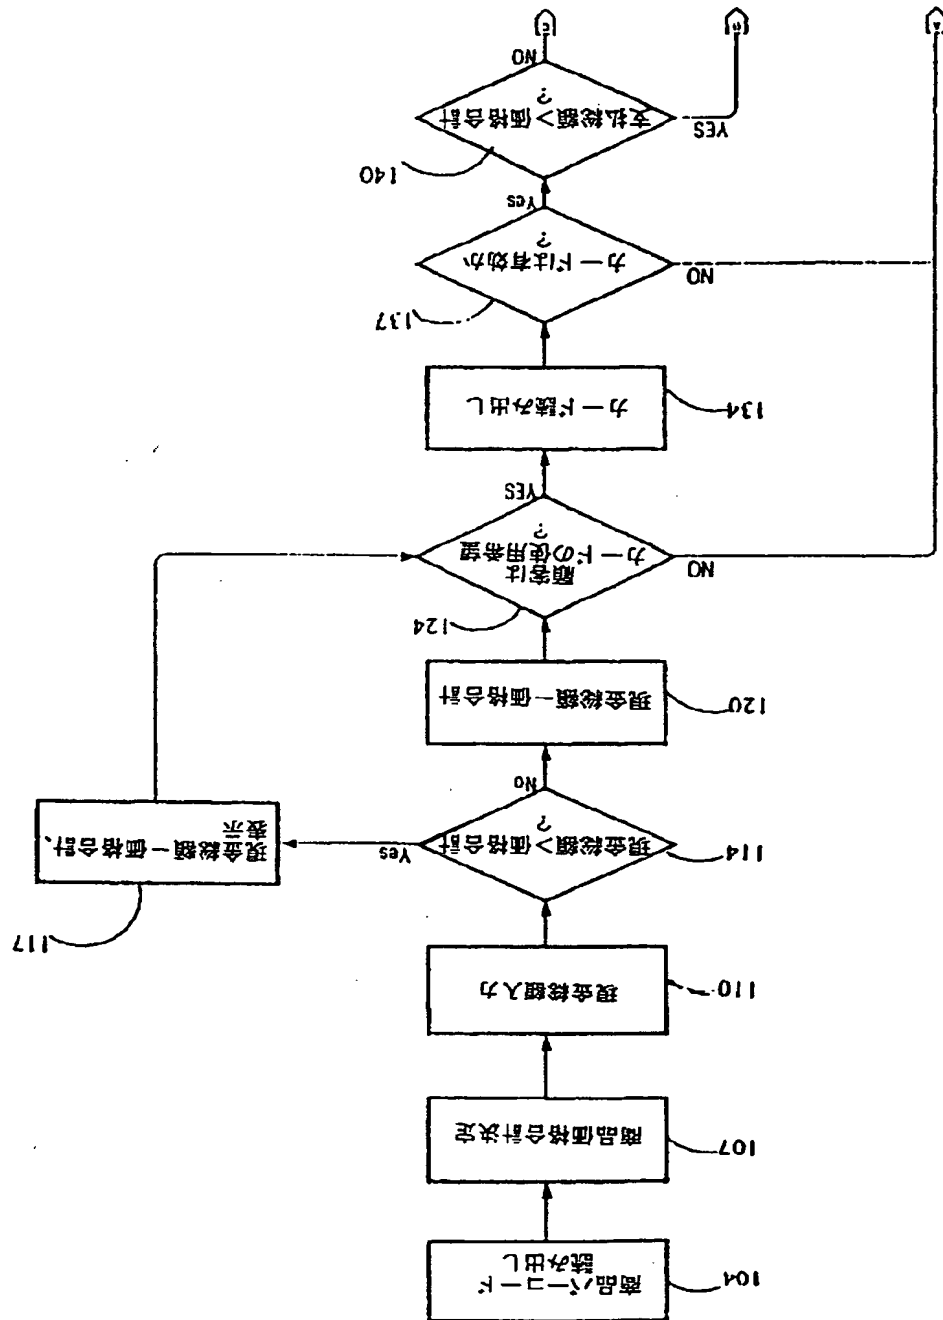 104
商品バーコード
読み出し
107
商品価格合計決定
110
現金総額入力
114
現金総額>価格合計
?
Yes
No
117
現金総額-価格合計、
表示
120
現金総額-価格合計
124
顧客は
カードの使用希望
?
NO
YES
134
カード読み出し
137
カードは有効か
?
NO
Yes
140
支払総額>価格合計
?
YES
NO
A
B
C